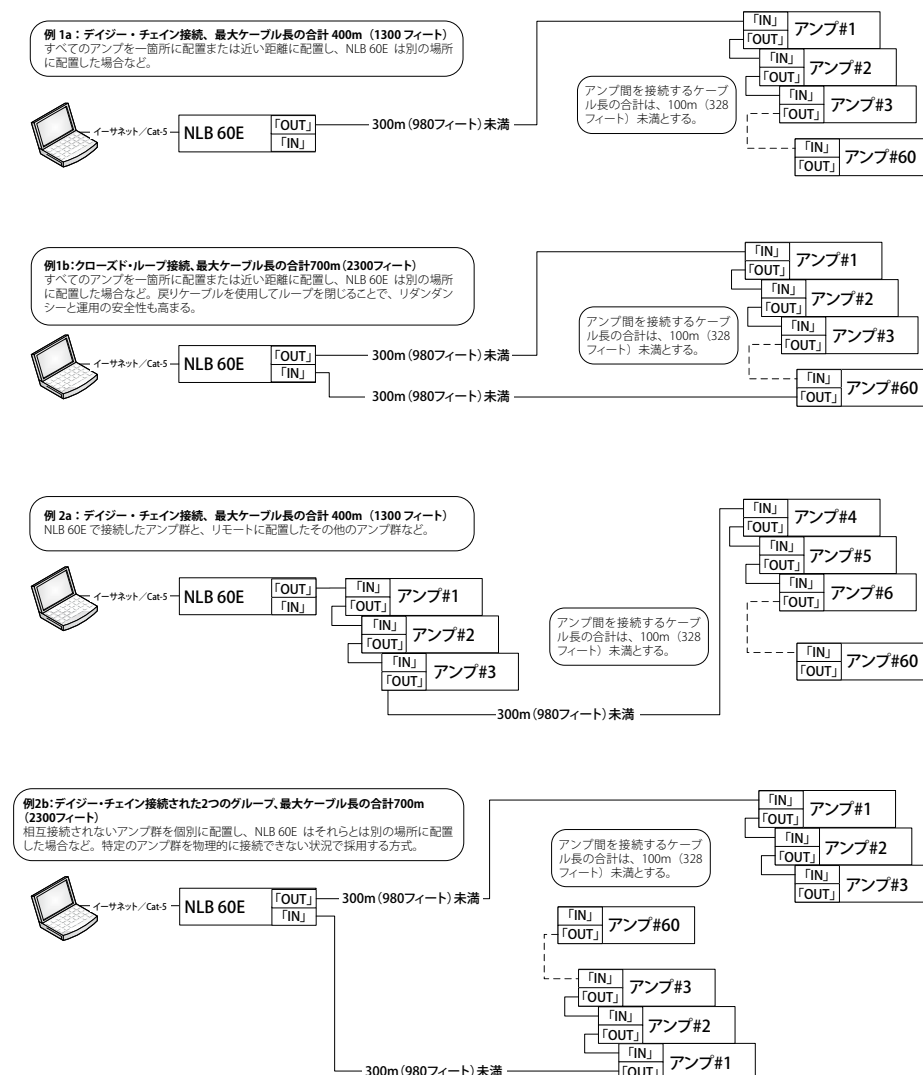 例 1a：デイジー・チェイン接続、最大ケーブル長の合計 400m（1300 フィート）
すべてのアンプを一箇所に配置または近い距離に配置し、NLB 60E は別の場所
に配置した場合など。
イーサネット／Cat-5
NLB 60E
「OUT」
「IN」
300m（980フィート）未満
アンプ間を接続するケーブ
ル長の合計は、100m（328
フィート）未満とする。
「IN」
「OUT」
アンプ#1
「IN」
「OUT」
アンプ#2
「IN」
「OUT」
アンプ#3
「IN」
「OUT」
アンプ#60
例1b：クローズド・ループ接続、最大ケーブル長の合計700m（2300フィート）
すべてのアンプを一箇所に配置または近い距離に配置し、NLB 60E は別の場所
に配置した場合など。戻りケーブルを使用してループを閉じることで、リダンダン
シーと運用の安全性も高まる。
イーサネット／Cat-5
NLB 60E
「OUT」
「IN」
300m（980フィート）未満
300m（980フィート）未満
アンプ間を接続するケーブ
ル長の合計は、100m（328
フィート）未満とする。
「IN」
「OUT」
アンプ#1
「IN」
「OUT」
アンプ#2
「IN」
「OUT」
アンプ#3
「IN」
「OUT」
アンプ#60
例 2a：デイジー・チェイン接続、最大ケーブル長の合計 400m（1300 フィート）
NLB 60E で接続したアンプ群と、リモートに配置したその他のアンプ群など。
イーサネット／Cat-5
NLB 60E
「OUT」
「IN」
「IN」
「OUT」
アンプ#1
「IN」
「OUT」
アンプ#2
「IN」
「OUT」
アンプ#3
300m（980フィート）未満
アンプ間を接続するケーブ
ル長の合計は、100m（328
フィート）未満とする。
「IN」
「OUT」
アンプ#4
「IN」
「OUT」
アンプ#5
「IN」
「OUT」
アンプ#6
「IN」
「OUT」
アンプ#60
例2b：デイジー・チェイン接続された2つのグループ、最大ケーブル長の合計700m
（2300フィート）
相互接続されないアンプ群を個別に配置し、NLB 60E はそれらとは別の場所に配置
した場合など。特定のアンプ群を物理的に接続できない状況で採用する方式。
イーサネット／Cat-5
NLB 60E
「OUT」
「IN」
300m（980フィート）未満
アンプ間を接続するケーブ
ル長の合計は、100m（328
フィート）未満とする。
「IN」
「OUT」
アンプ#1
「IN」
「OUT」
アンプ#2
「IN」
「OUT」
アンプ#3
「IN」
「OUT」
アンプ#60
「IN」
「OUT」
アンプ#3
「IN」
「OUT」
アンプ#2
「IN」
「OUT」
アンプ#1
300m（980フィート）未満